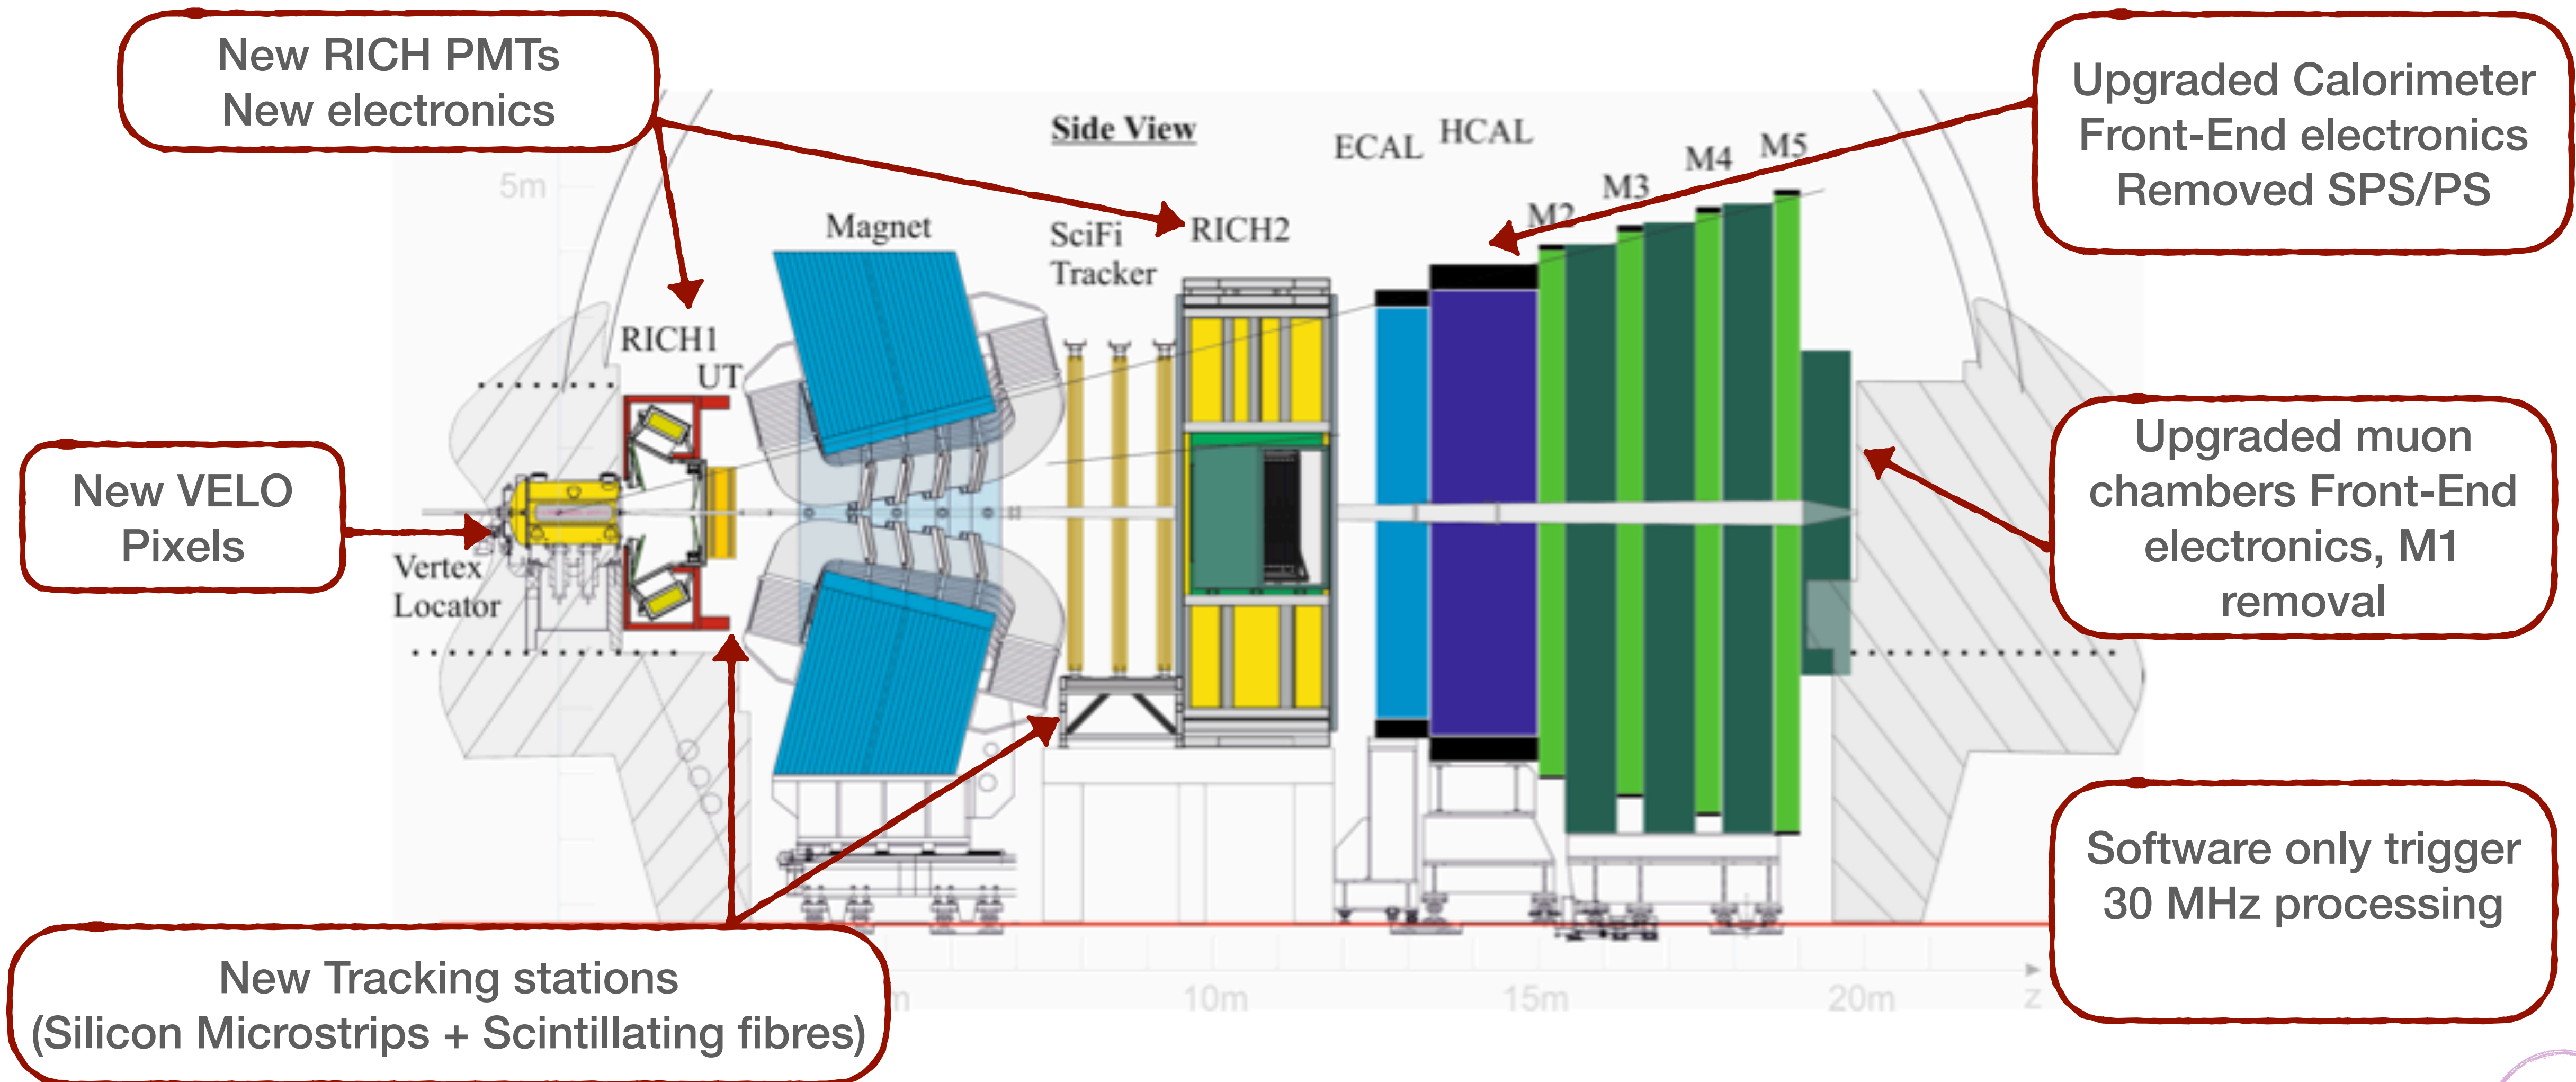 New RICH PMTs
New electronics
Side View
Upgraded Calorimeter
Front-End electronics
Removed SPS/PS
ECAL
HCAL
M5
M4
M3
M2
5m
Magnet
SciFi
Tracker
RICH2
RICH1
UT
New VELO
Pixels
Vertex
Locator
Upgraded muon
chambers Front-End
electronics, M1
removal
Software only trigger
30 MHz processing
New Tracking stations
(Silicon Microstrips + Scintillating fibres)
m
10m
15m
20m
z